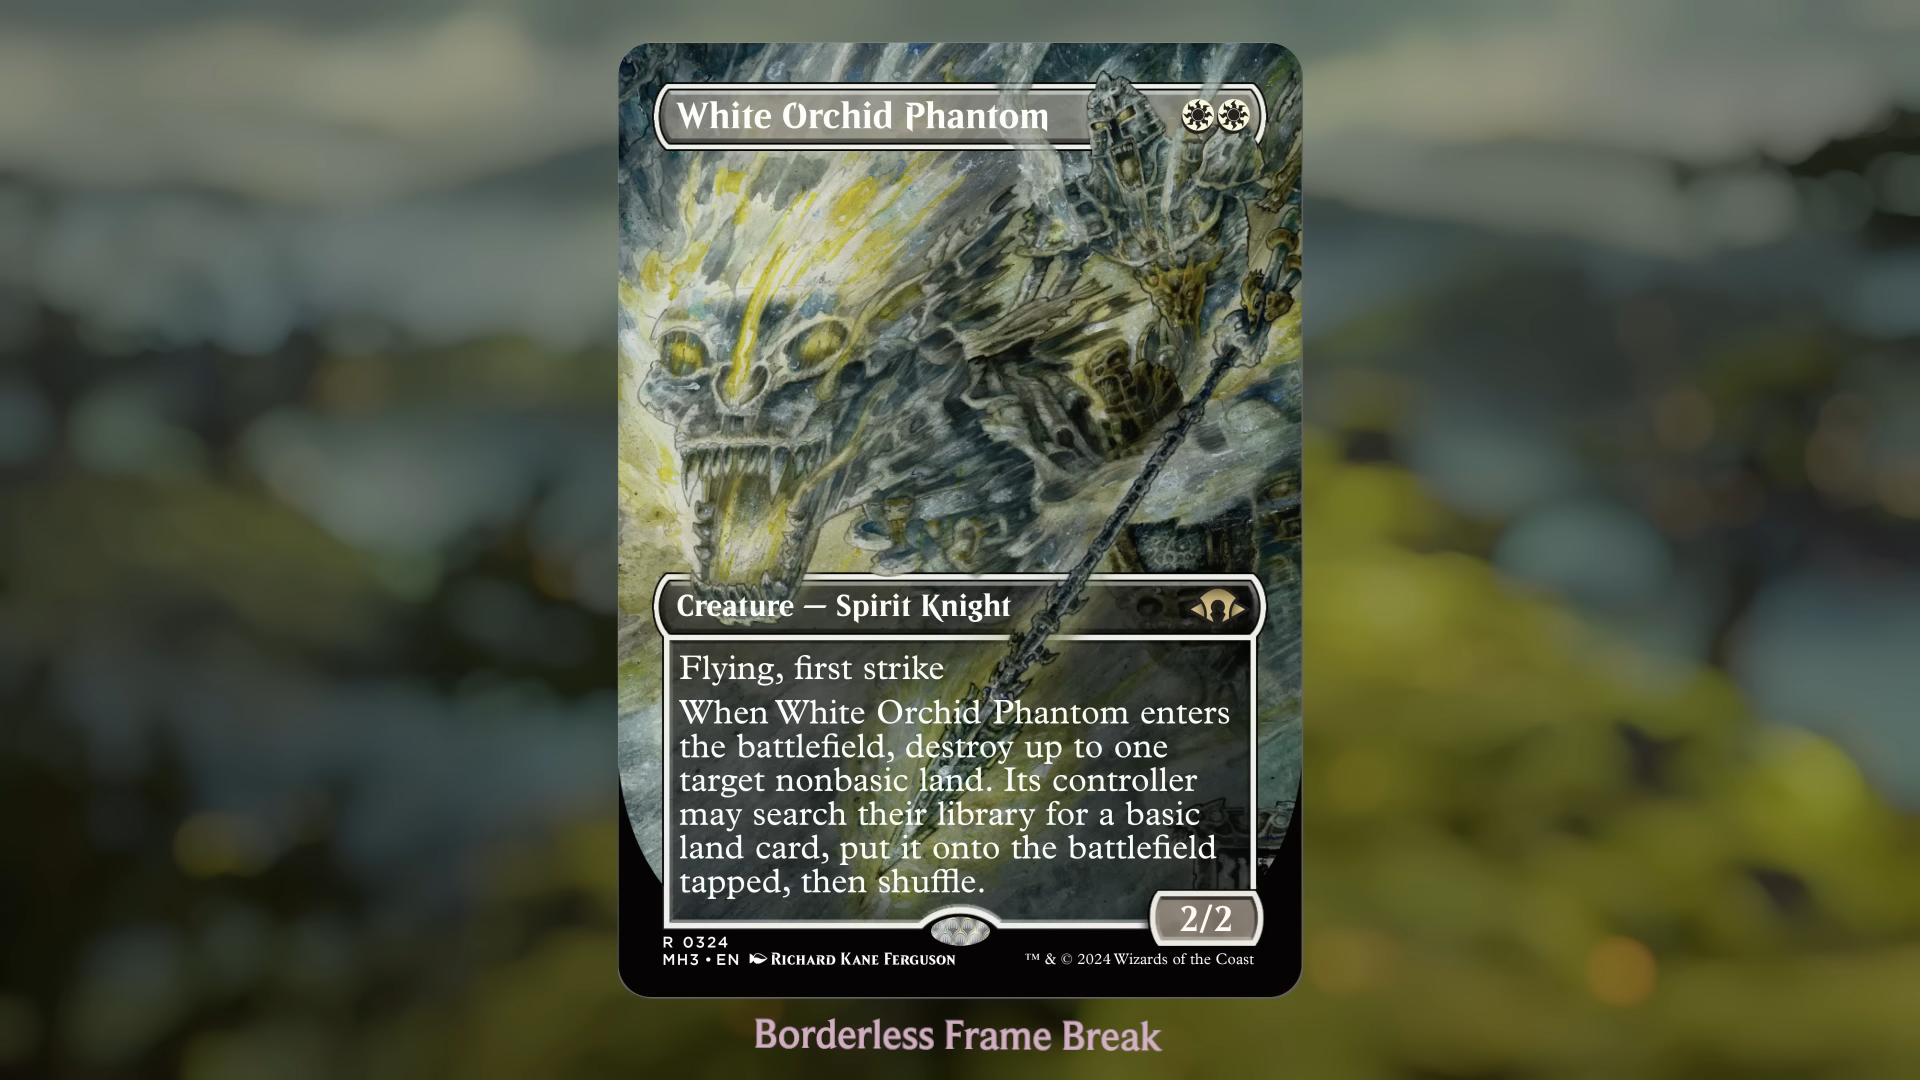 White Orchid Phantom
Creature — Spirit Knight
Flying, first strike
When White Orchid Phantom enters
the battlefield, destroy up to one
target nonbasic land. Its controller
may search their library for a basic
land card, put it onto the battlefield
tapped, then shuffle.
2/2
R 0324
MH3 • EN Richard Kane Ferguson
™ & © 2024 Wizards of the Coast
Borderless Frame Break